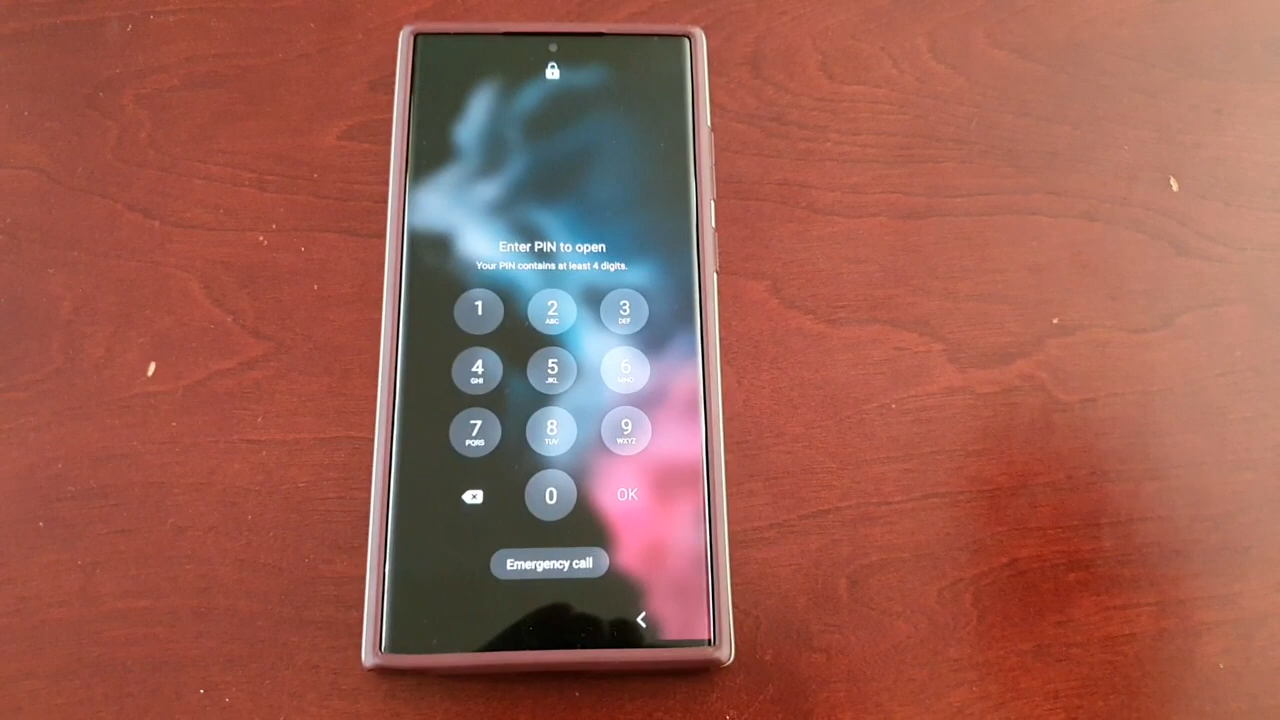 Enter PIN to open
Your PIN contains at least 4 digits.
1 2 3
ABC DEF
4 5 6
GHI JKL MNO
7 8 9
PQRS TUV WXYZ
0 OK
Emergency call